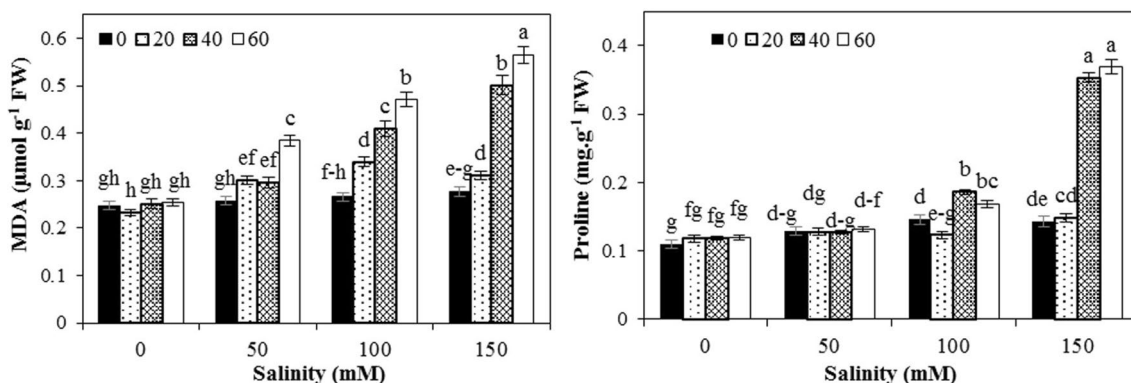 MDA (µmol g⁻¹ FW)
0 20 40 60
0.6
0.5
0.4
0.3
0.2
0.1
0
gh h gh gh
gh ef ef c
f-h d c b
e-g d b a
0 50 100 150
Salinity (mM)
Proline (mg.g⁻¹ FW)
0 20 40 60
0.4
0.3
0.2
0.1
0
g fg fg fg
d-g dg d-g d-f
d e-g b bc
de cd a a
0 50 100 150
Salinity (mM)